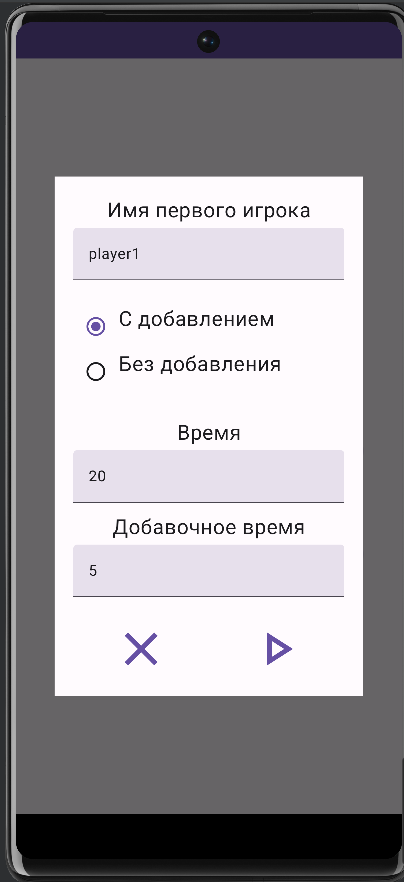 Имя первого игрока
player1
С добавлением
Без добавления
Время
20
Добавочное время
5